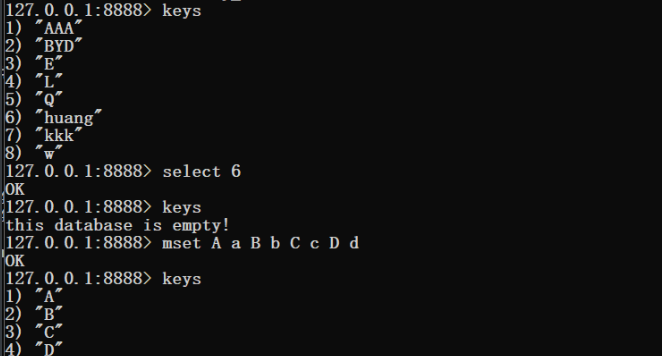 127.0.0.1:8888> keys
1) "AAA"
2) "BYD"
3) "E"
4) "L"
5) "Q"
6) "huang"
7) "kkk"
8) "w"
127.0.0.1:8888> select 6
OK
127.0.0.1:8888> keys
this database is empty!
127.0.0.1:8888> mset A a B b C c D d
OK
127.0.0.1:8888> keys
1) "A"
2) "B"
3) "C"
4) "D"